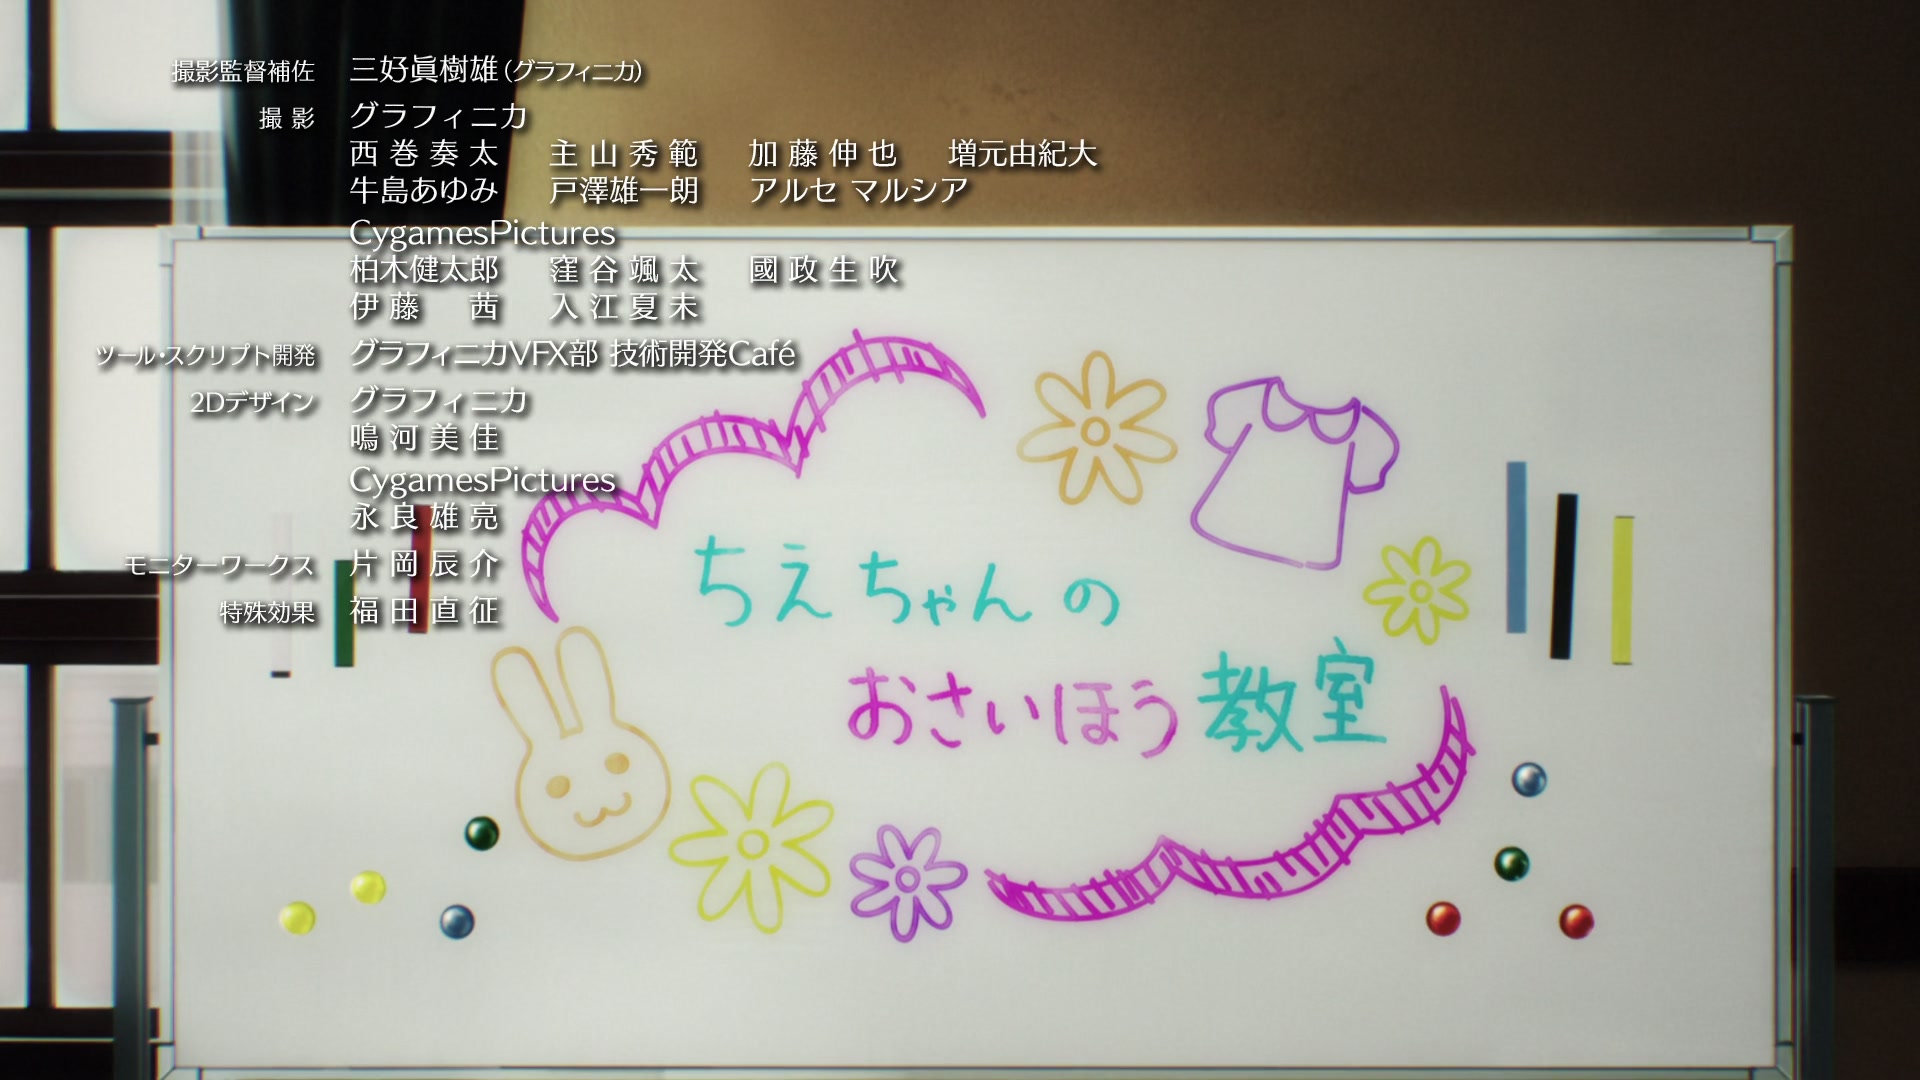 撮影監督補佐 三好眞樹雄(グラフィニカ)
撮影 グラフィニカ
西巻奏太 主山秀範 加藤伸也 増元由紀大
牛島あゆみ 戸澤雄一朗 アルセ マルシア
CygamesPictures
柏木健太郎 窪谷颯太 國政生吹
伊藤茜 入江夏未
ツール・スクリプト開発 グラフィニカVFX部 技術開発Café
2Dデザイン グラフィニカ
鳴河美佳
CygamesPictures
永良雄亮
モニターワークス 片岡辰介
特殊効果 福田直征
ちえちゃんの
おさいほう教室